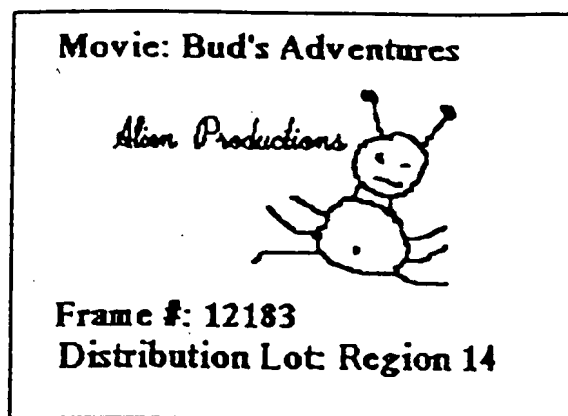 Movie: Bud's Adventures
Alien Productions
Frame #: 12183
Distribution Lot: Region 14